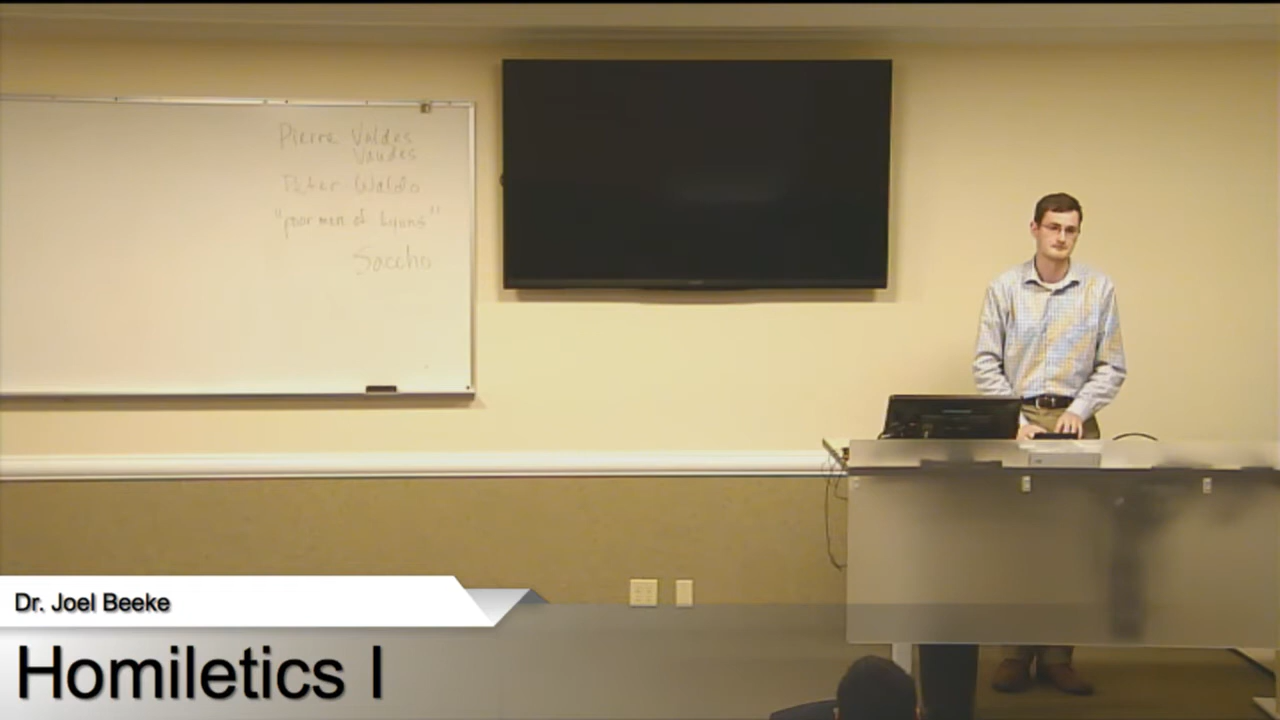 Pierre Valdes
Vaudes
Peter Waldo
"poor men of Lyons"
Saccho
Dr. Joel Beeke
Homiletics I